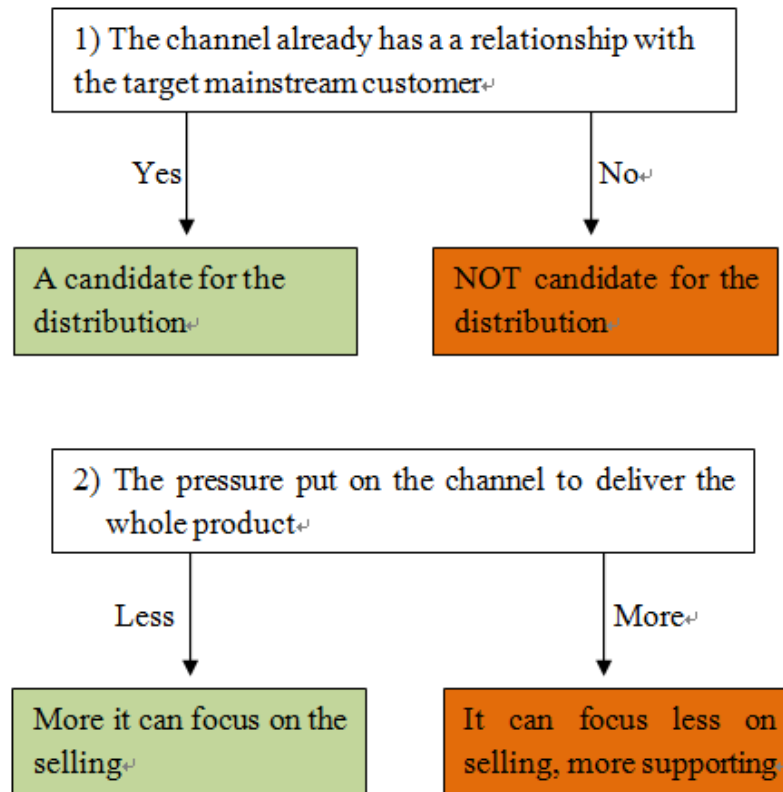 1) The channel already has a a relationship with
the target mainstream customer↵
Yes
No↵
A candidate for the
distribution↵
NOT candidate for the
distribution↵
2) The pressure put on the channel to deliver the
whole product↵
Less
More↵
More it can focus on the
selling↵
It can focus less on
selling, more supporting↵